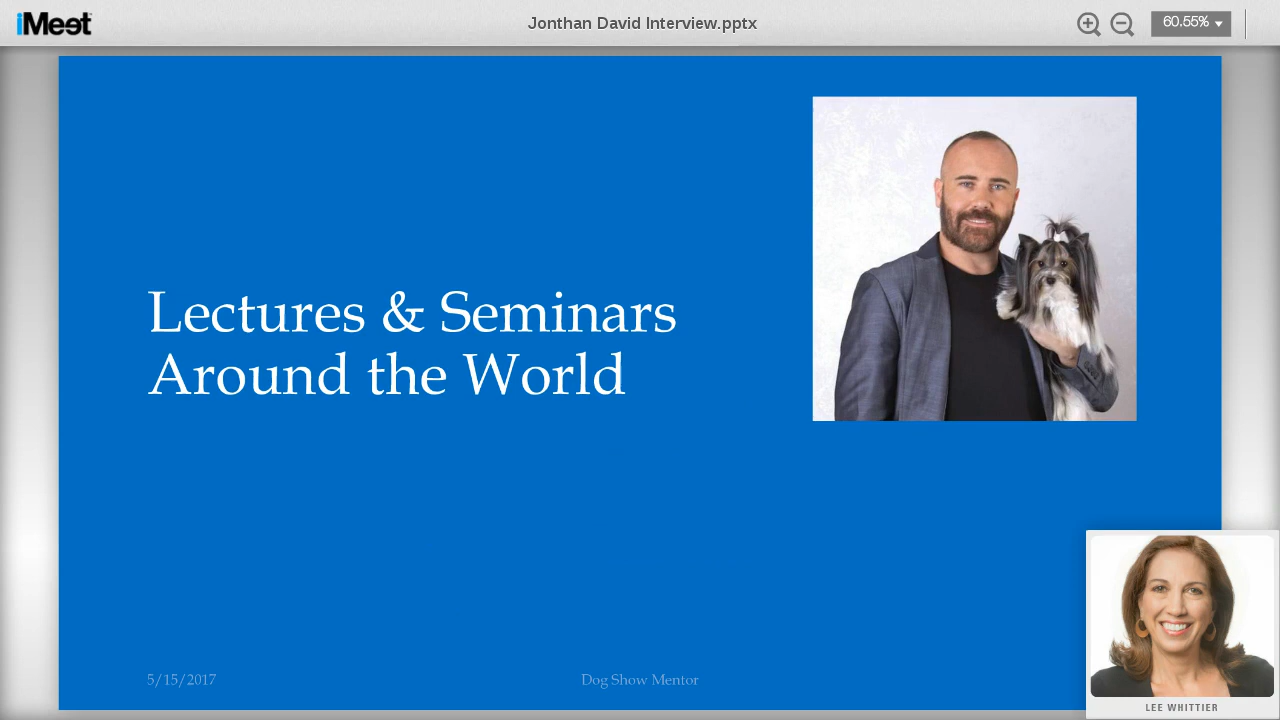 iMeet
Jonthan David Interview.pptx
60.55%
Lectures & Seminars
Around the World
5/15/2017
Dog Show Mentor
LEE WHITTIER